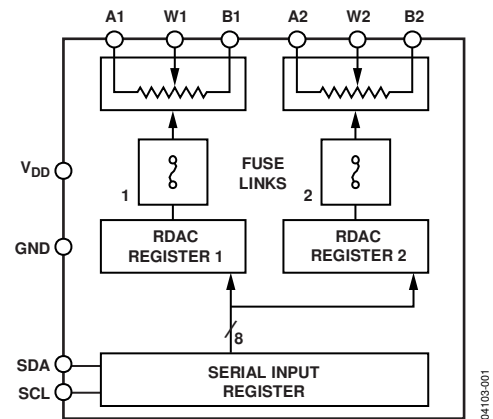 A1 W1 B1 A2 W2 B2
VDD
1
FUSE
LINKS
2
GND
RDAC
REGISTER 1
RDAC
REGISTER 2
8
SDA
SCL
SERIAL INPUT
REGISTER
04103-001